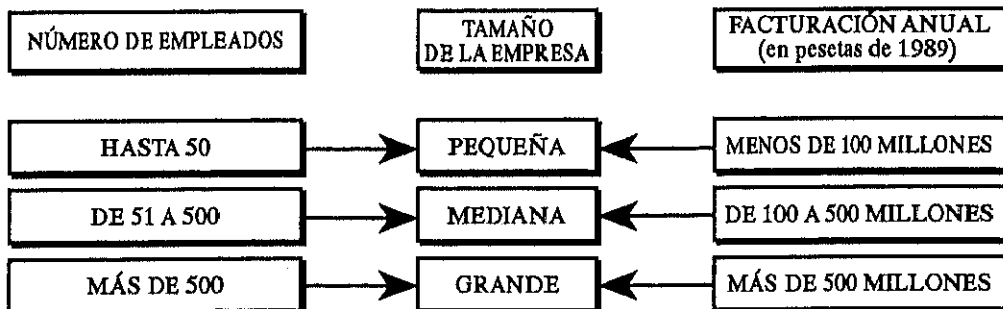 NÚMERO DE EMPLEADOS
TAMAÑO
DE LA EMPRESA
FACTURACIÓN ANUAL
(en pesetas de 1989)
HASTA 50
PEQUEÑA
MENOS DE 100 MILLONES
DE 51 A 500
MEDIANA
DE 100 A 500 MILLONES
MÁS DE 500
GRANDE
MÁS DE 500 MILLONES